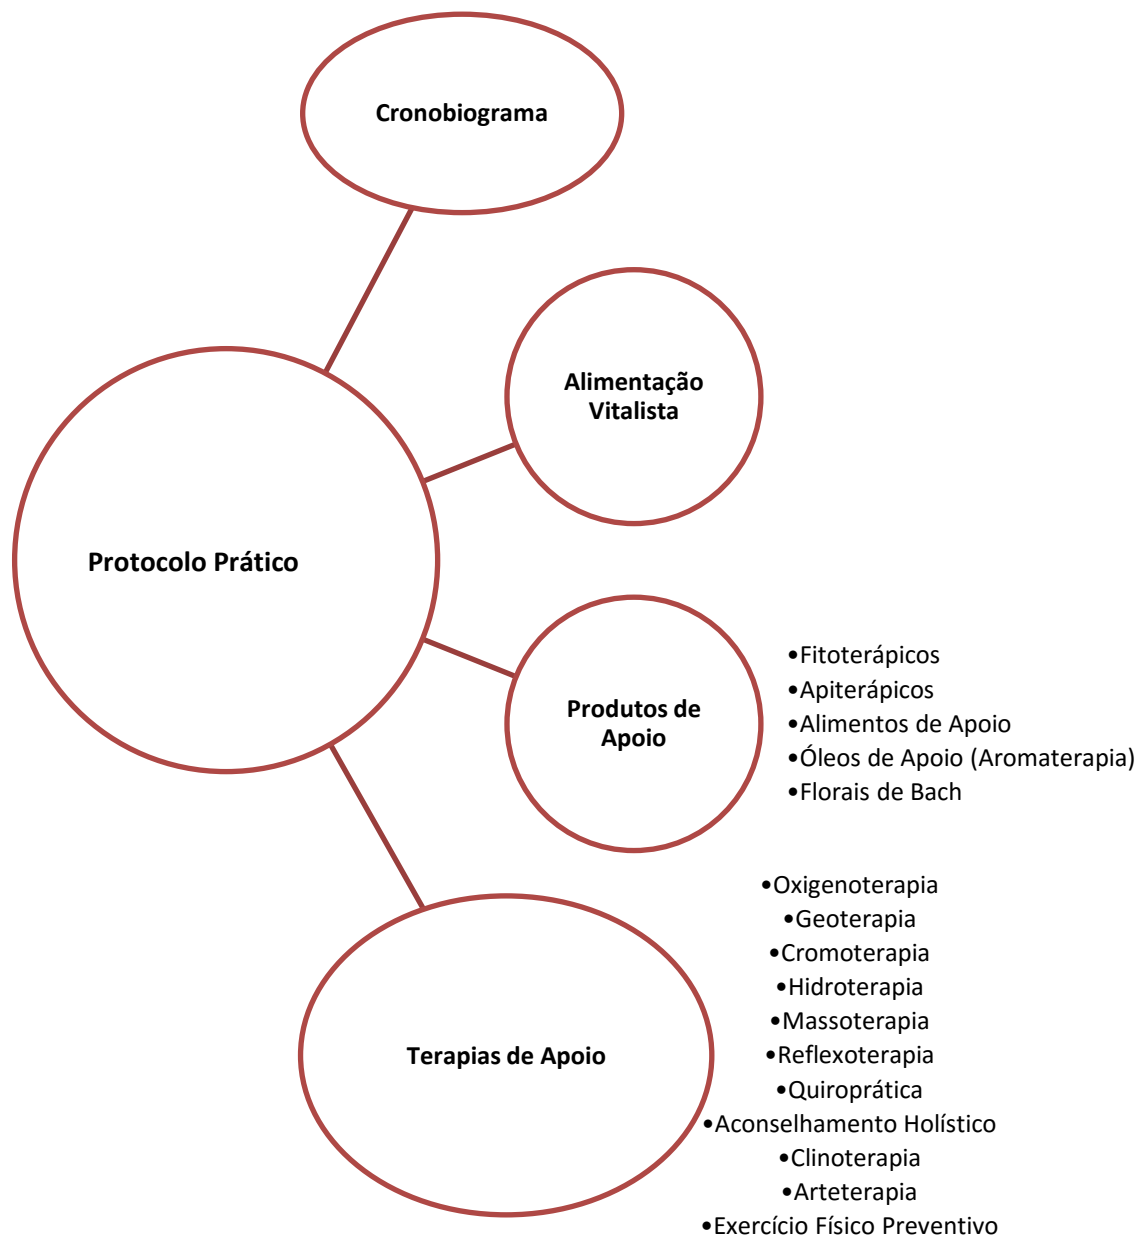 Cronobiograma
Alimentação
Vitalista
Protocolo Prático
Produtos de
Apoio
•Fitoterápicos
•Apiterápicos
•Alimentos de Apoio
•Óleos de Apoio (Aromaterapia)
•Florais de Bach
Terapias de Apoio
•Oxigenoterapia
•Geoterapia
•Cromoterapia
•Hidroterapia
•Massoterapia
•Reflexoterapia
•Quiroprática
•Aconselhamento Holístico
•Clinoterapia
•Arteterapia
•Exercício Físico Preventivo